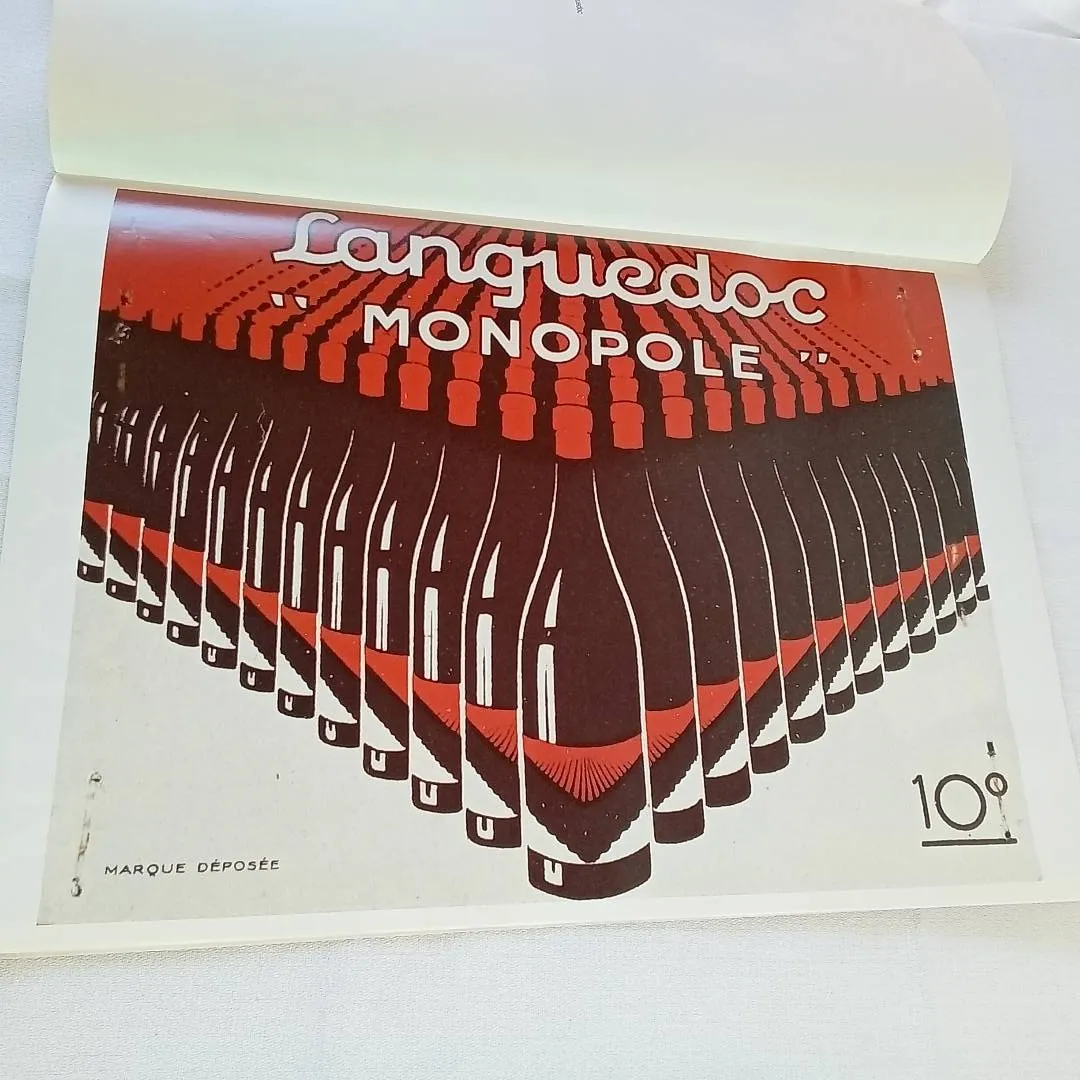 Languedoc
“ MONOPOLE ”
10°
MARQUE DÉPOSÉE